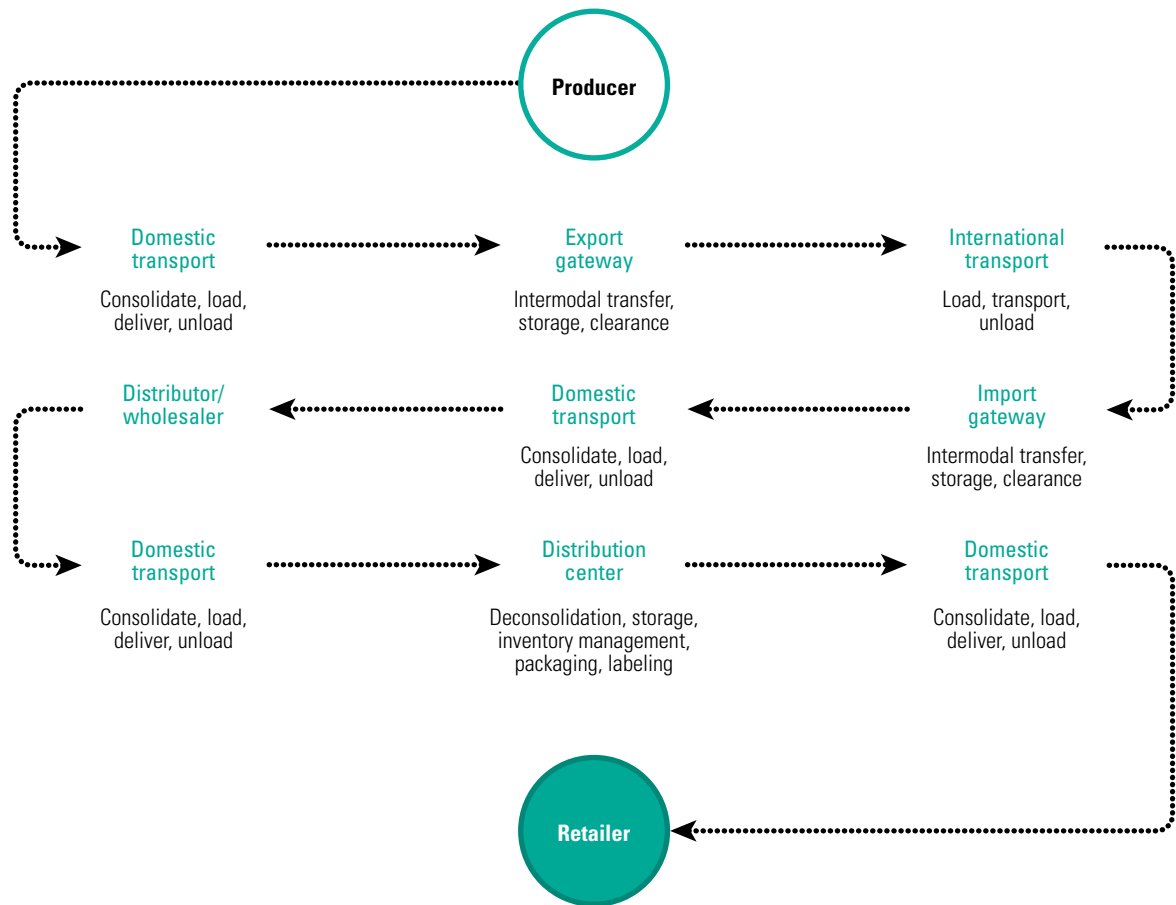 Producer
Domestic
transport
Consolidate, load,
deliver, unload
Export
gateway
Intermodal transfer,
storage, clearance
International
transport
Load, transport,
unload
Import
gateway
Intermodal transfer,
storage, clearance
Domestic
transport
Consolidate, load,
deliver, unload
Distributor/
wholesaler
Domestic
transport
Consolidate, load,
deliver, unload
Distribution
center
Deconsolidation, storage,
inventory management,
packaging, labeling
Domestic
transport
Consolidate, load,
deliver, unload
Retailer